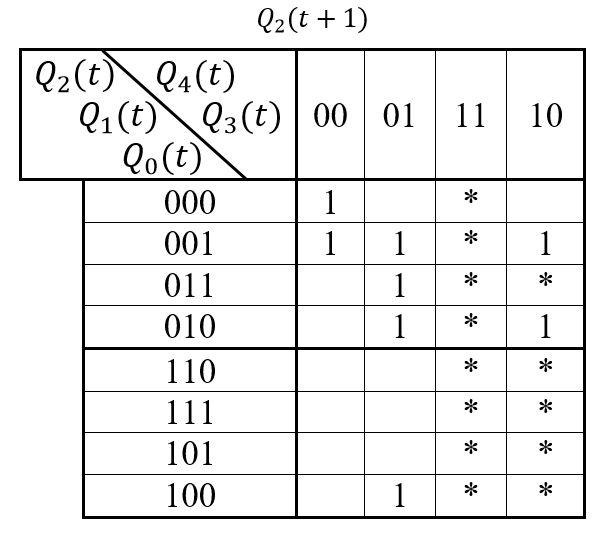 Q₂(t + 1)
Q₂(t) Q₄(t)
Q₁(t) Q₃(t) 00 01 11 10
Q₀(t)
000 1 *
001 1 1 * 1
011 1 * *
010 1 * 1
110 * *
111 * *
101 * *
100 1 * *